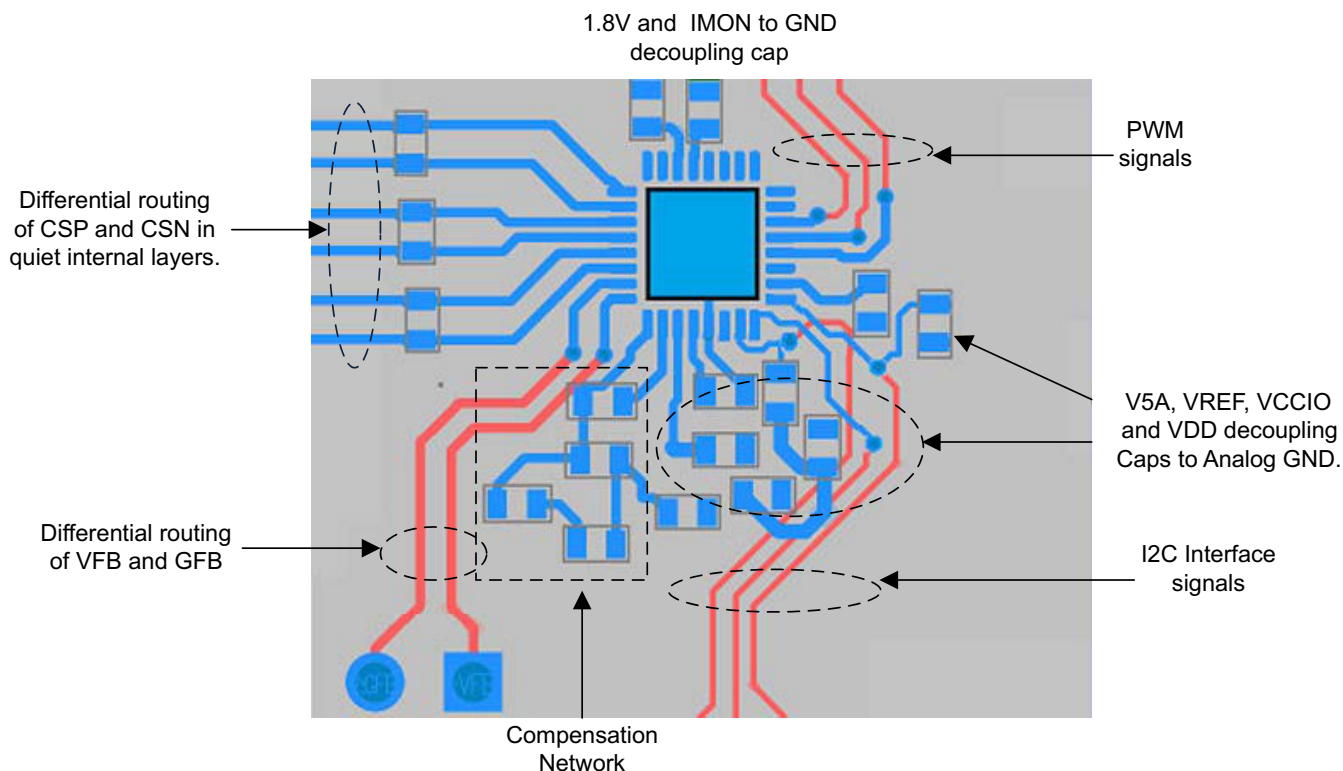 1.8V and IMON to GND
decoupling cap
PWM
signals
Differential routing
of CSP and CSN in
quiet internal layers.
V5A, VREF, VCCIO
and VDD decoupling
Caps to Analog GND.
Differential routing
of VFB and GFB
I2C Interface
signals
GFB
VFB
Compensation
Network